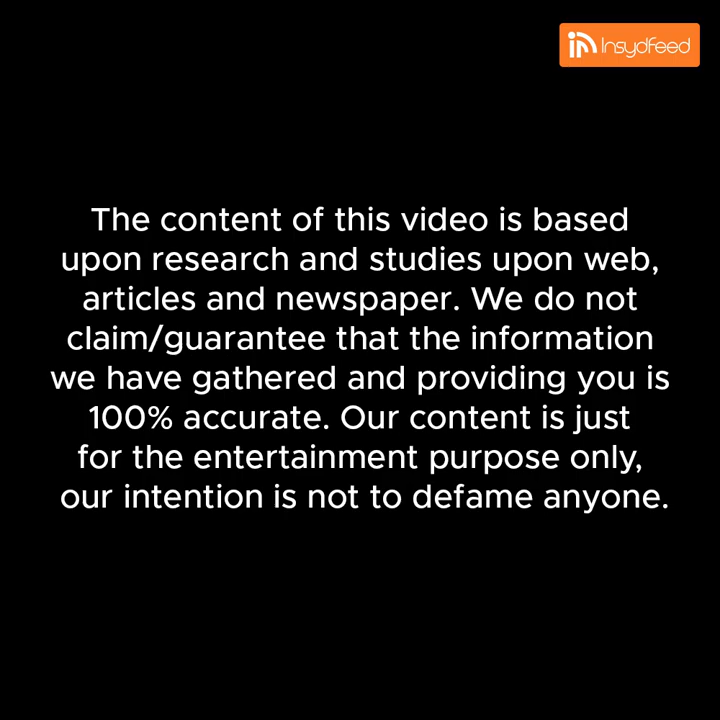 Insydfeed
The content of this video is based
upon research and studies upon web,
articles and newspaper. We do not
claim/guarantee that the information
we have gathered and providing you is
100% accurate. Our content is just
for the entertainment purpose only,
our intention is not to defame anyone.